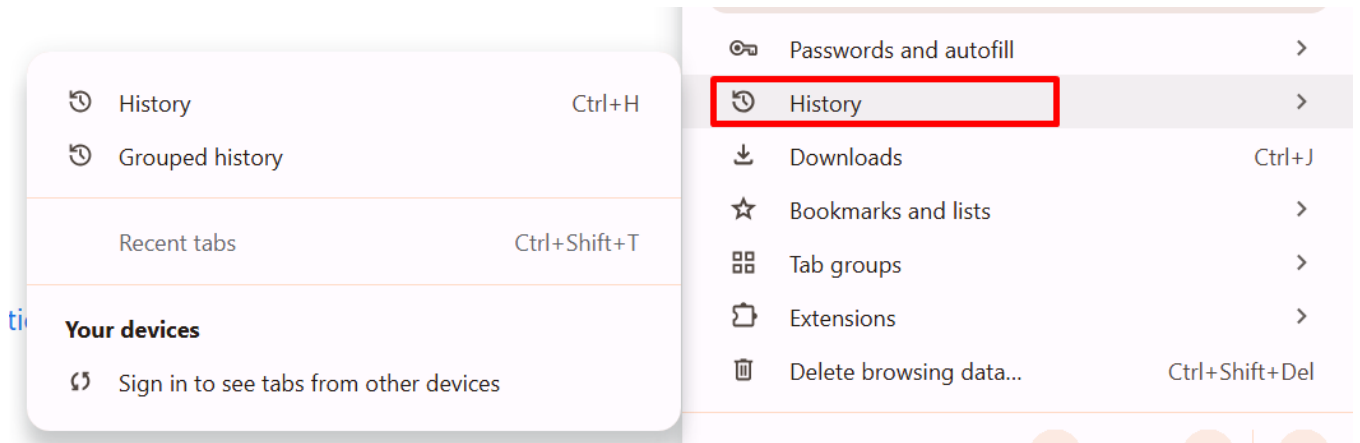 History Ctrl+H
Grouped history
Recent tabs Ctrl+Shift+T
Your devices
Sign in to see tabs from other devices
Passwords and autofill
History
Downloads Ctrl+J
Bookmarks and lists
Tab groups
Extensions
Delete browsing data... Ctrl+Shift+Del